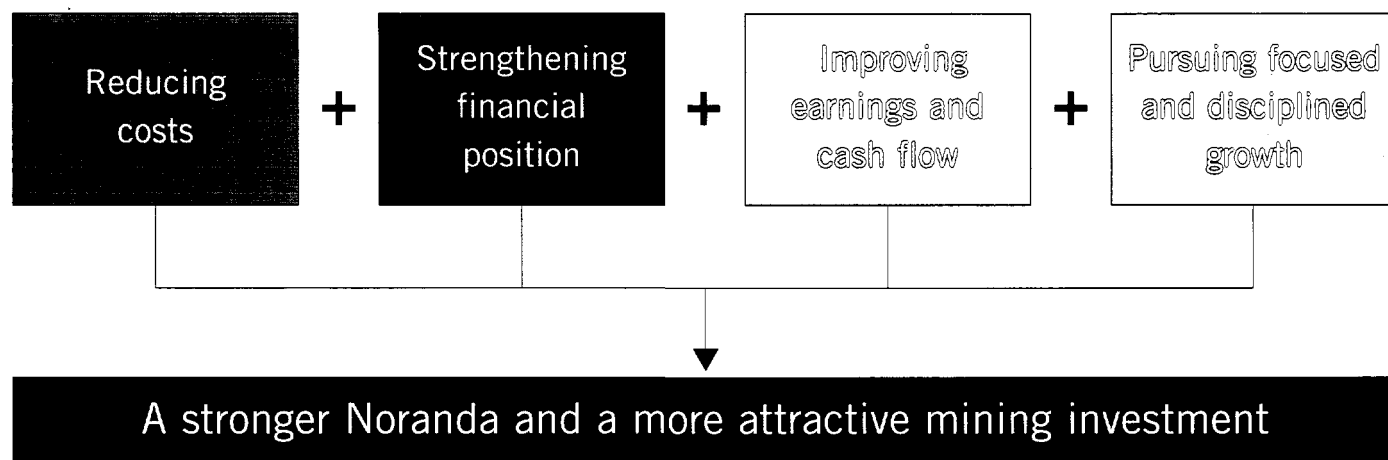 Reducing
costs
+
Strengthening
financial
position
+
Improving
earnings and
cash flow
+
Pursuing focused
and disciplined
growth
A stronger Noranda and a more attractive mining investment